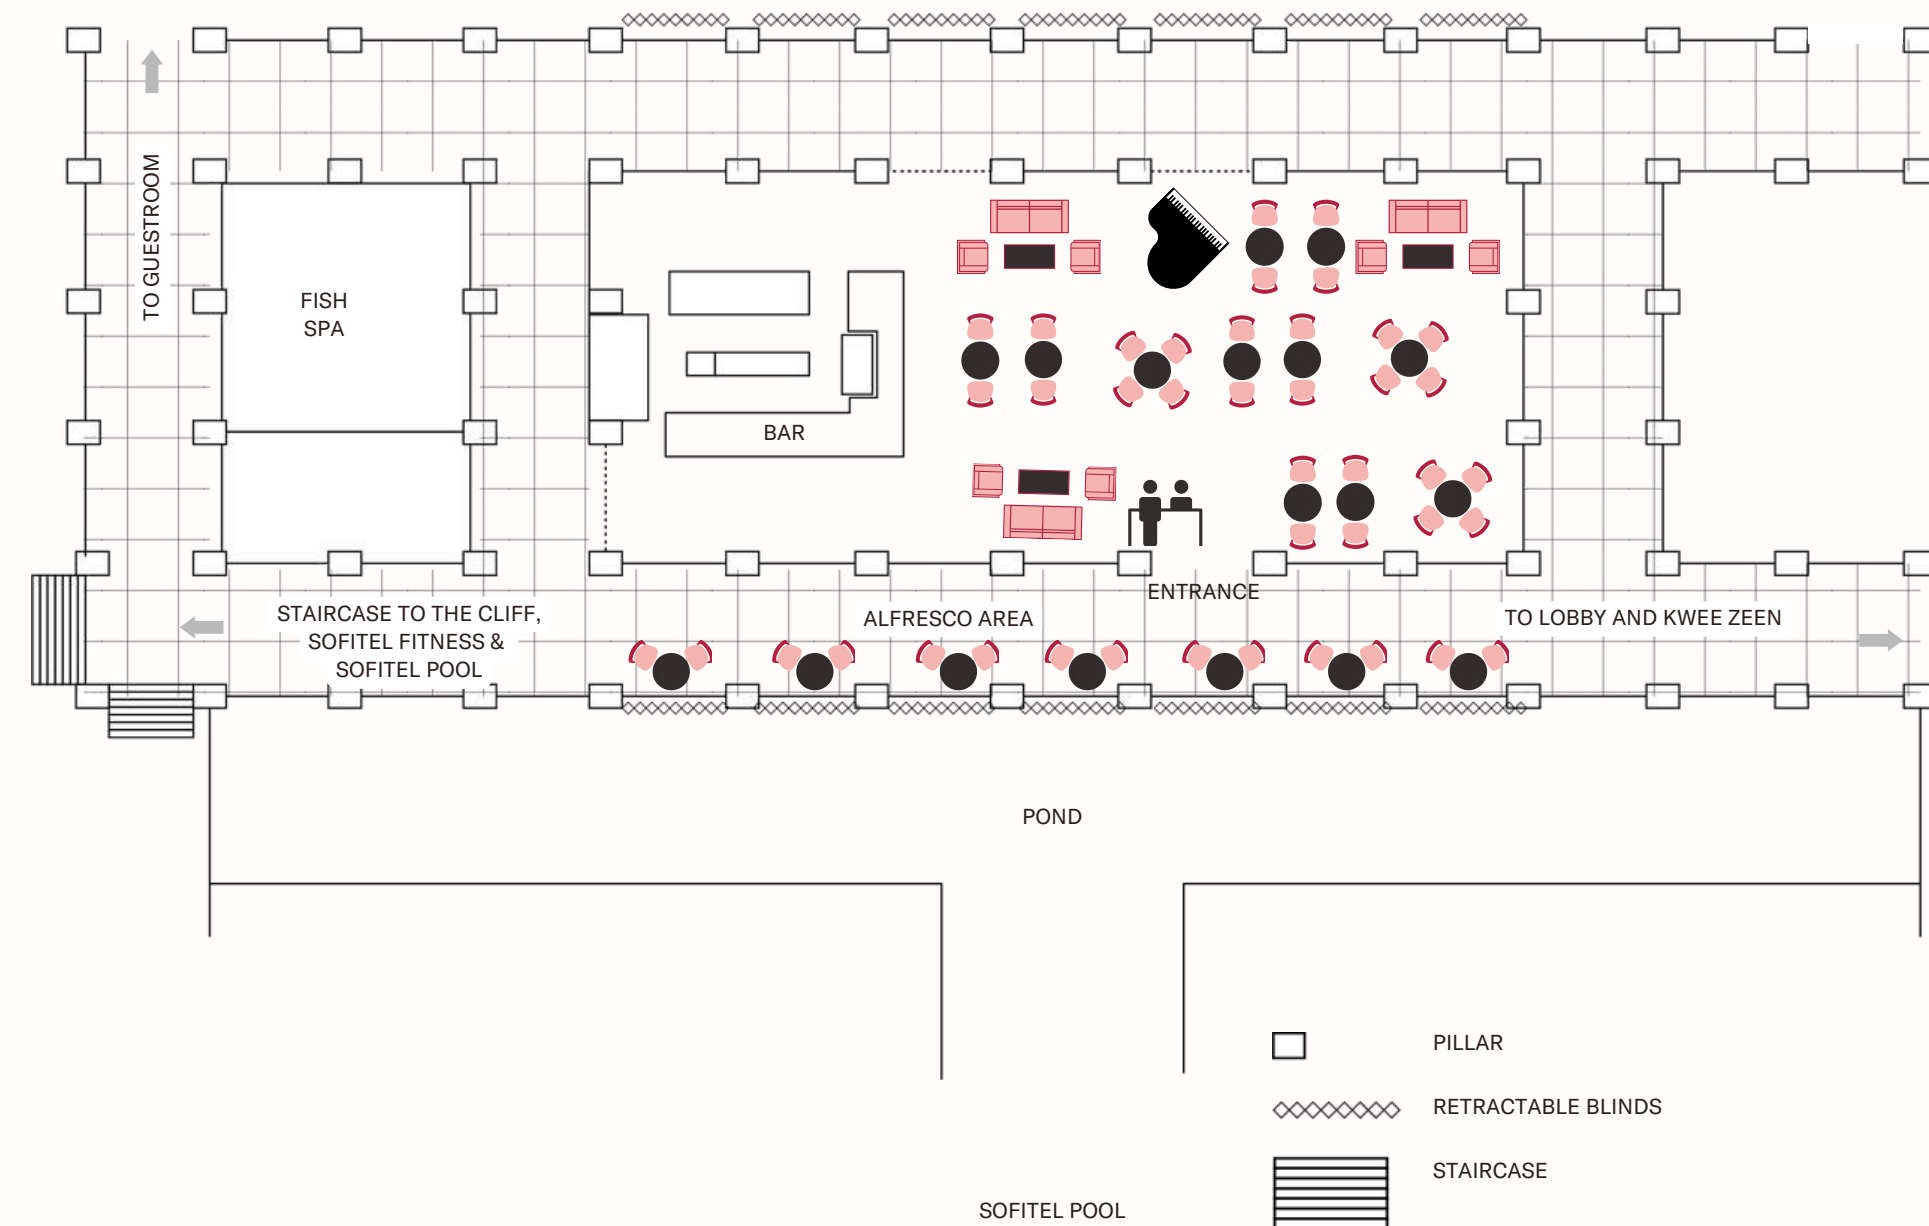 TO GUESTROOM
FISH
SPA
BAR
ENTRANCE
STAIRCASE TO THE CLIFF,
SOFITEL FITNESS &
SOFITEL POOL
ALFRESCO AREA
TO LOBBY AND KWEE ZEEN
POND
PILLAR
RETRACTABLE BLINDS
STAIRCASE
SOFITEL POOL